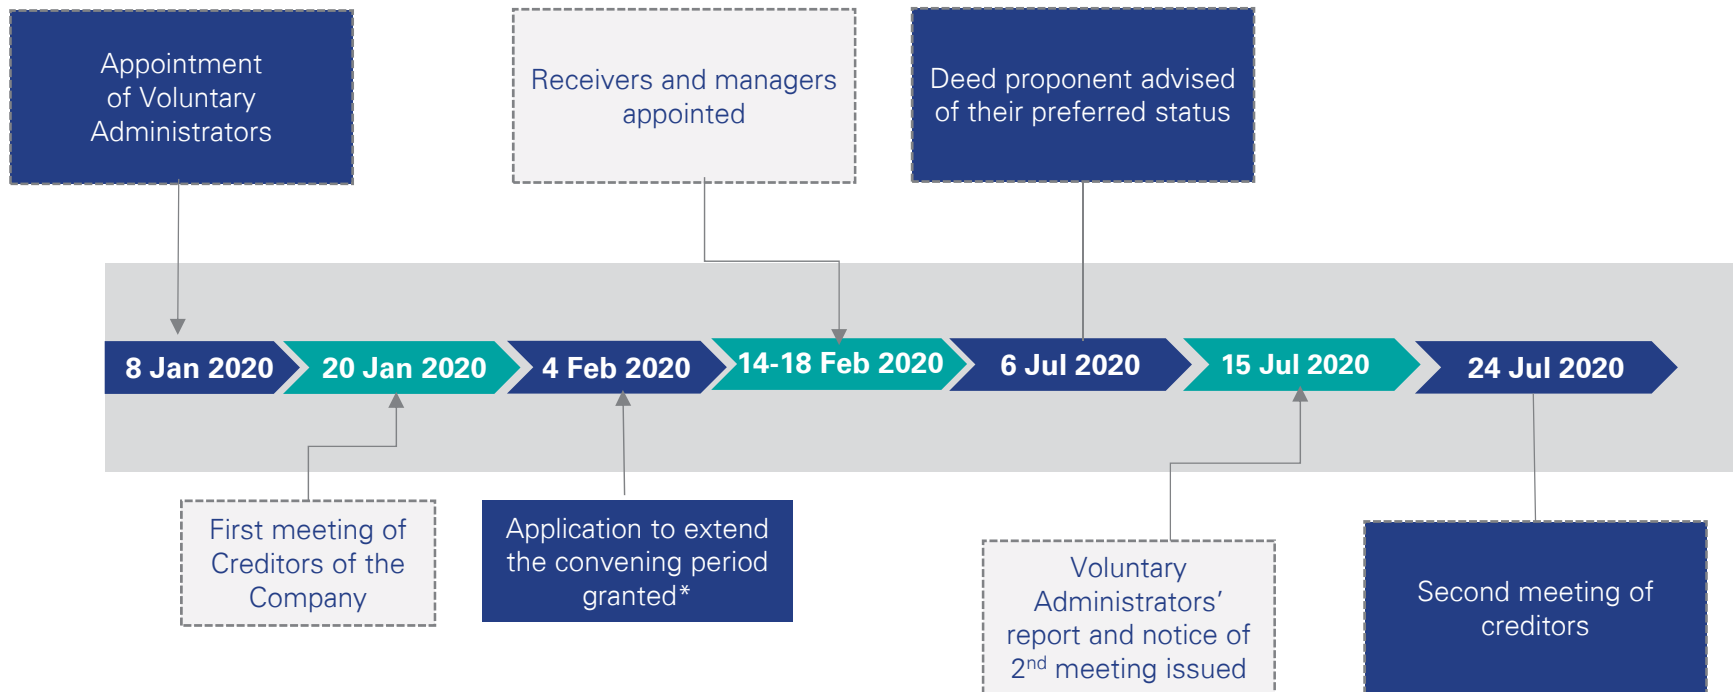 Appointment
of Voluntary
Administrators
Receivers and managers
appointed
Deed proponent advised
of their preferred status
8 Jan 2020
20 Jan 2020
4 Feb 2020
14-18 Feb 2020
6 Jul 2020
15 Jul 2020
24 Jul 2020
First meeting of
Creditors of the
Company
Application to extend
the convening period
granted*
Voluntary
Administrators’
report and notice of
2nd meeting issued
Second meeting of
creditors